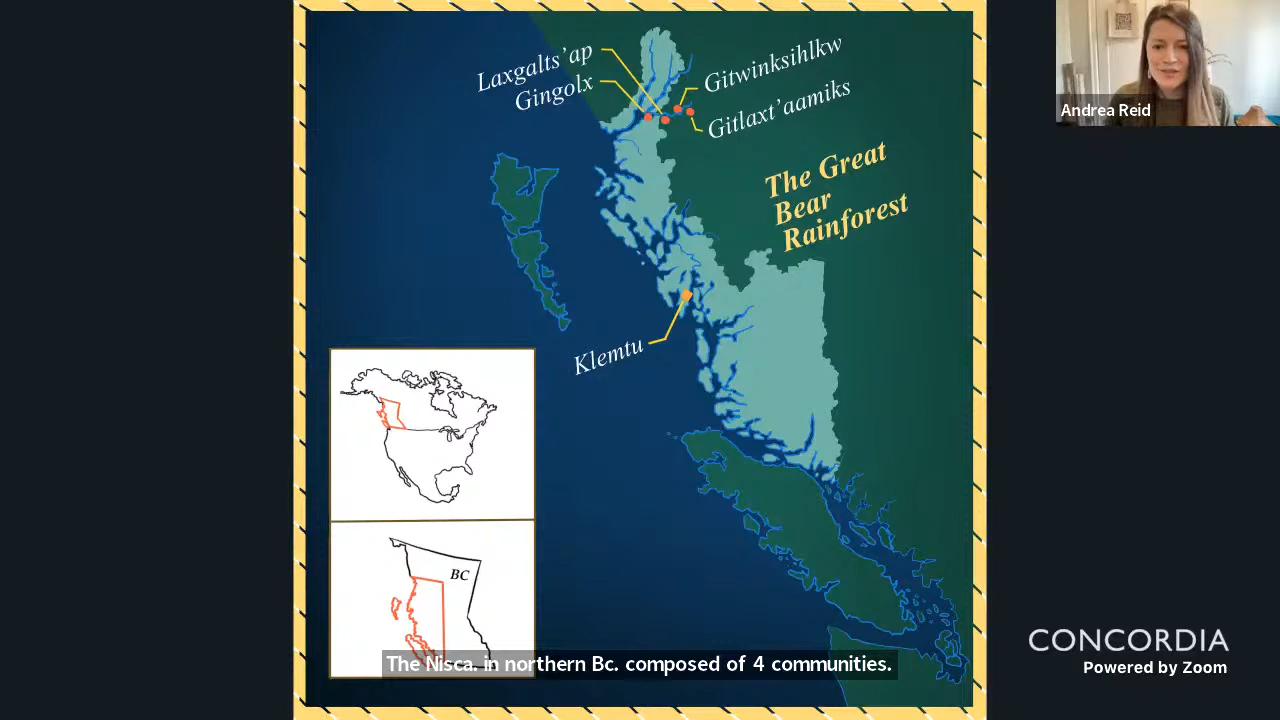 Laxgalts'ap
Gingolx
Gitwinksihlkw
Gitlaxt'aamiks
The Great
Bear
Rainforest
Klemtu
BC
Andrea Reid
The Nisca. in northern Bc. composed of 4 communities.
CONCORDIA
Powered by Zoom